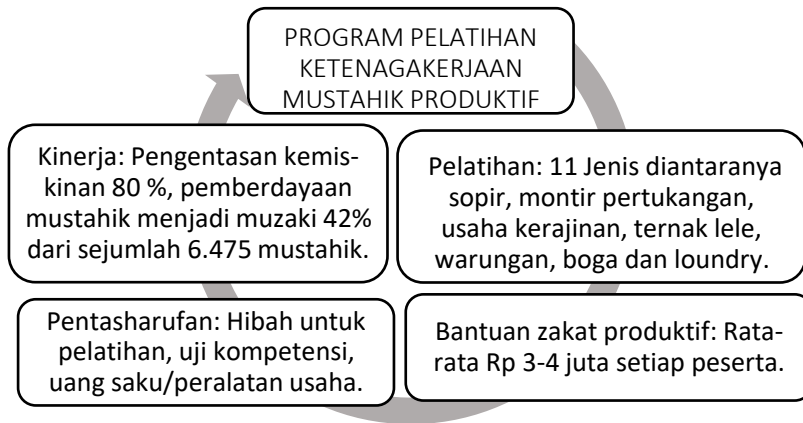 PROGRAM PELATIHAN
KETENAGAKERJAAN
MUSTAHIK PRODUKTIF
Pelatihan: 11 Jenis diantaranya
sopir, montir pertukangan,
usaha kerajinan, ternak lele,
warungan, boga dan loundry.
Bantuan zakat produktif: Rata-
rata Rp 3-4 juta setiap peserta.
Pentasharufan: Hibah untuk
pelatihan, uji kompetensi,
uang saku/peralatan usaha.
Kinerja: Pengentasan kemis-
kinan 80 %, pemberdayaan
mustahik menjadi muzaki 42%
dari sejumlah 6.475 mustahik.